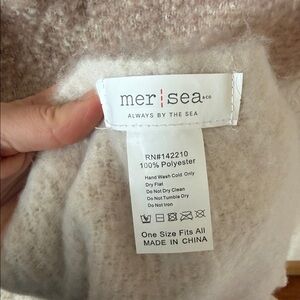 mer sea & co.
ALWAYS BY THE SEA
RN#142210
100% Polyester
Hand Wash Cold Only
Dry Flat
Do Not Dry Clean
Do Not Tumble Dry
Do Not Iron
One Size Fits All
MADE IN CHINA